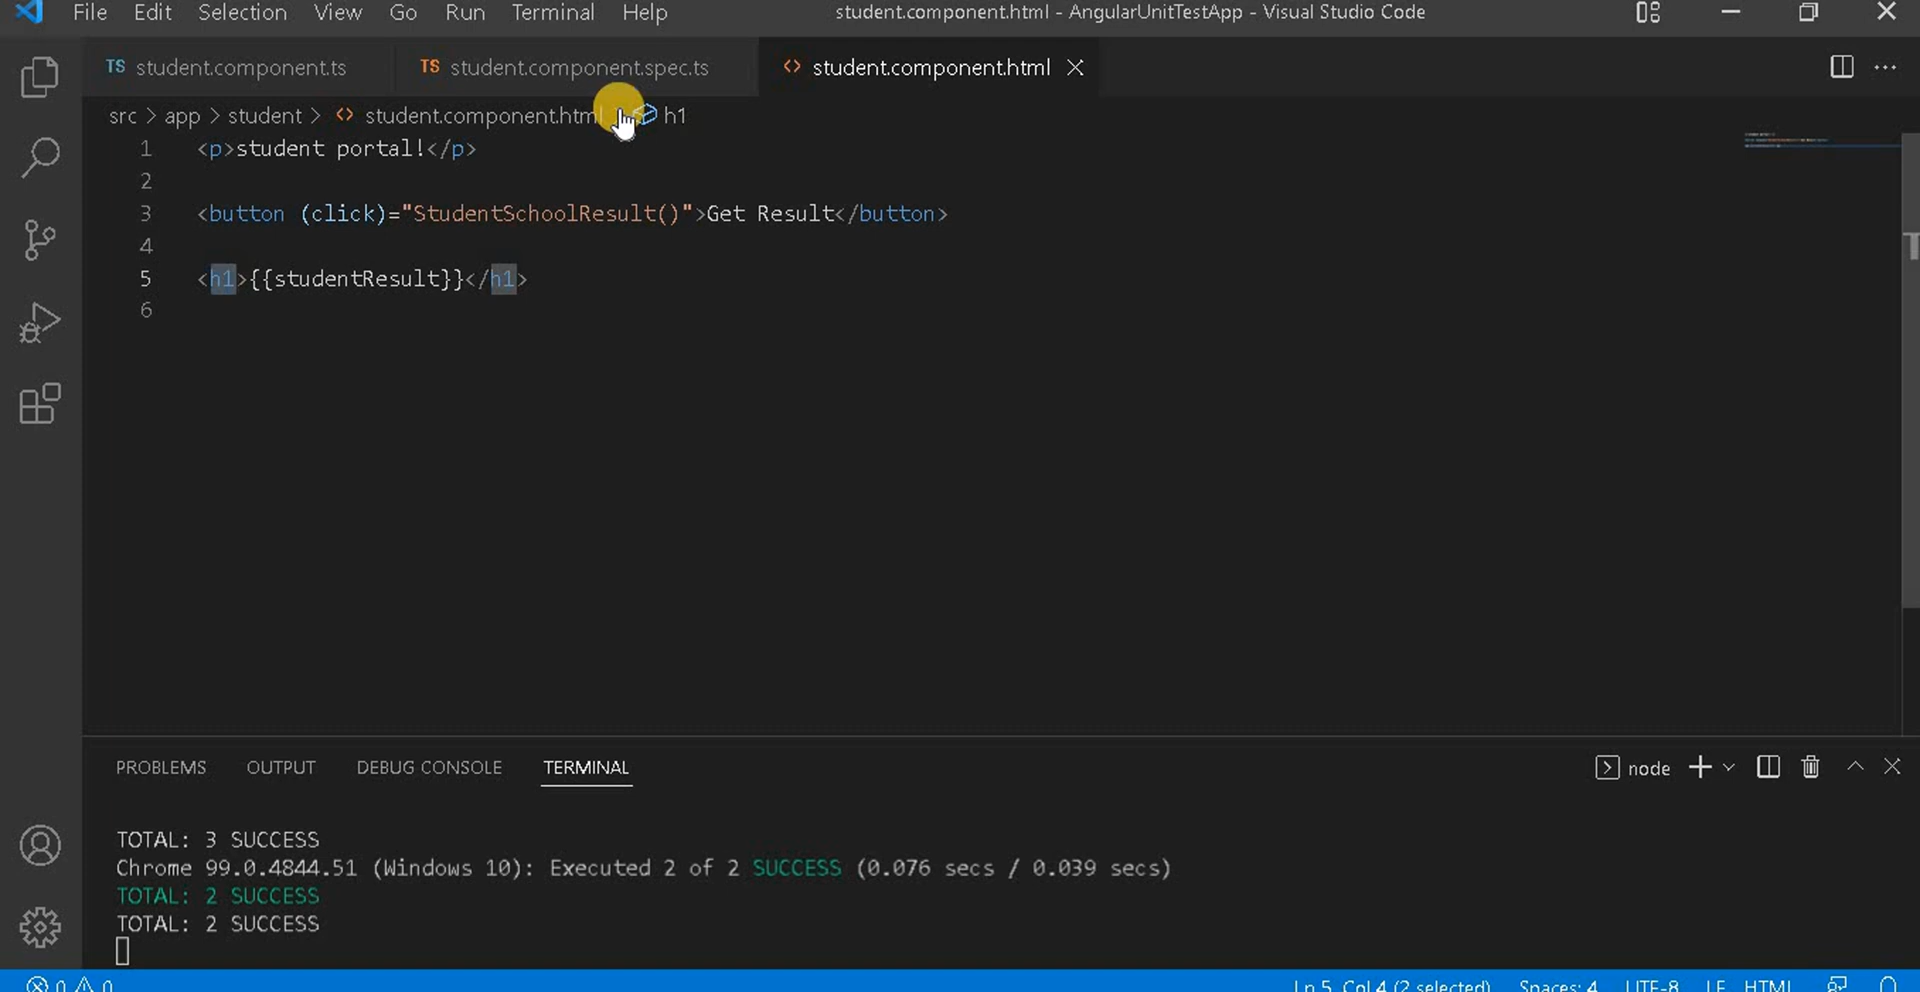 File Edit Selection View Go Run Terminal Help student.component.html - AngularUnitTestApp - Visual Studio Code
TS student.component.ts TS student.component.spec.ts <> student.component.html
src > app > student > <> student.component.html h1
1 <p>student portal!</p>
2
3 <button (click)="StudentSchoolResult()">Get Result</button>
4
5 <h1>{{studentResult}}</h1>
6
PROBLEMS OUTPUT DEBUG CONSOLE TERMINAL node
TOTAL: 3 SUCCESS
Chrome 99.0.4844.51 (Windows 10): Executed 2 of 2 SUCCESS (0.076 secs / 0.039 secs)
TOTAL: 2 SUCCESS
TOTAL: 2 SUCCESS
0 0 Ln 5, Col 4 (2 selected) Spaces: 4 UTF-8 LF HTML